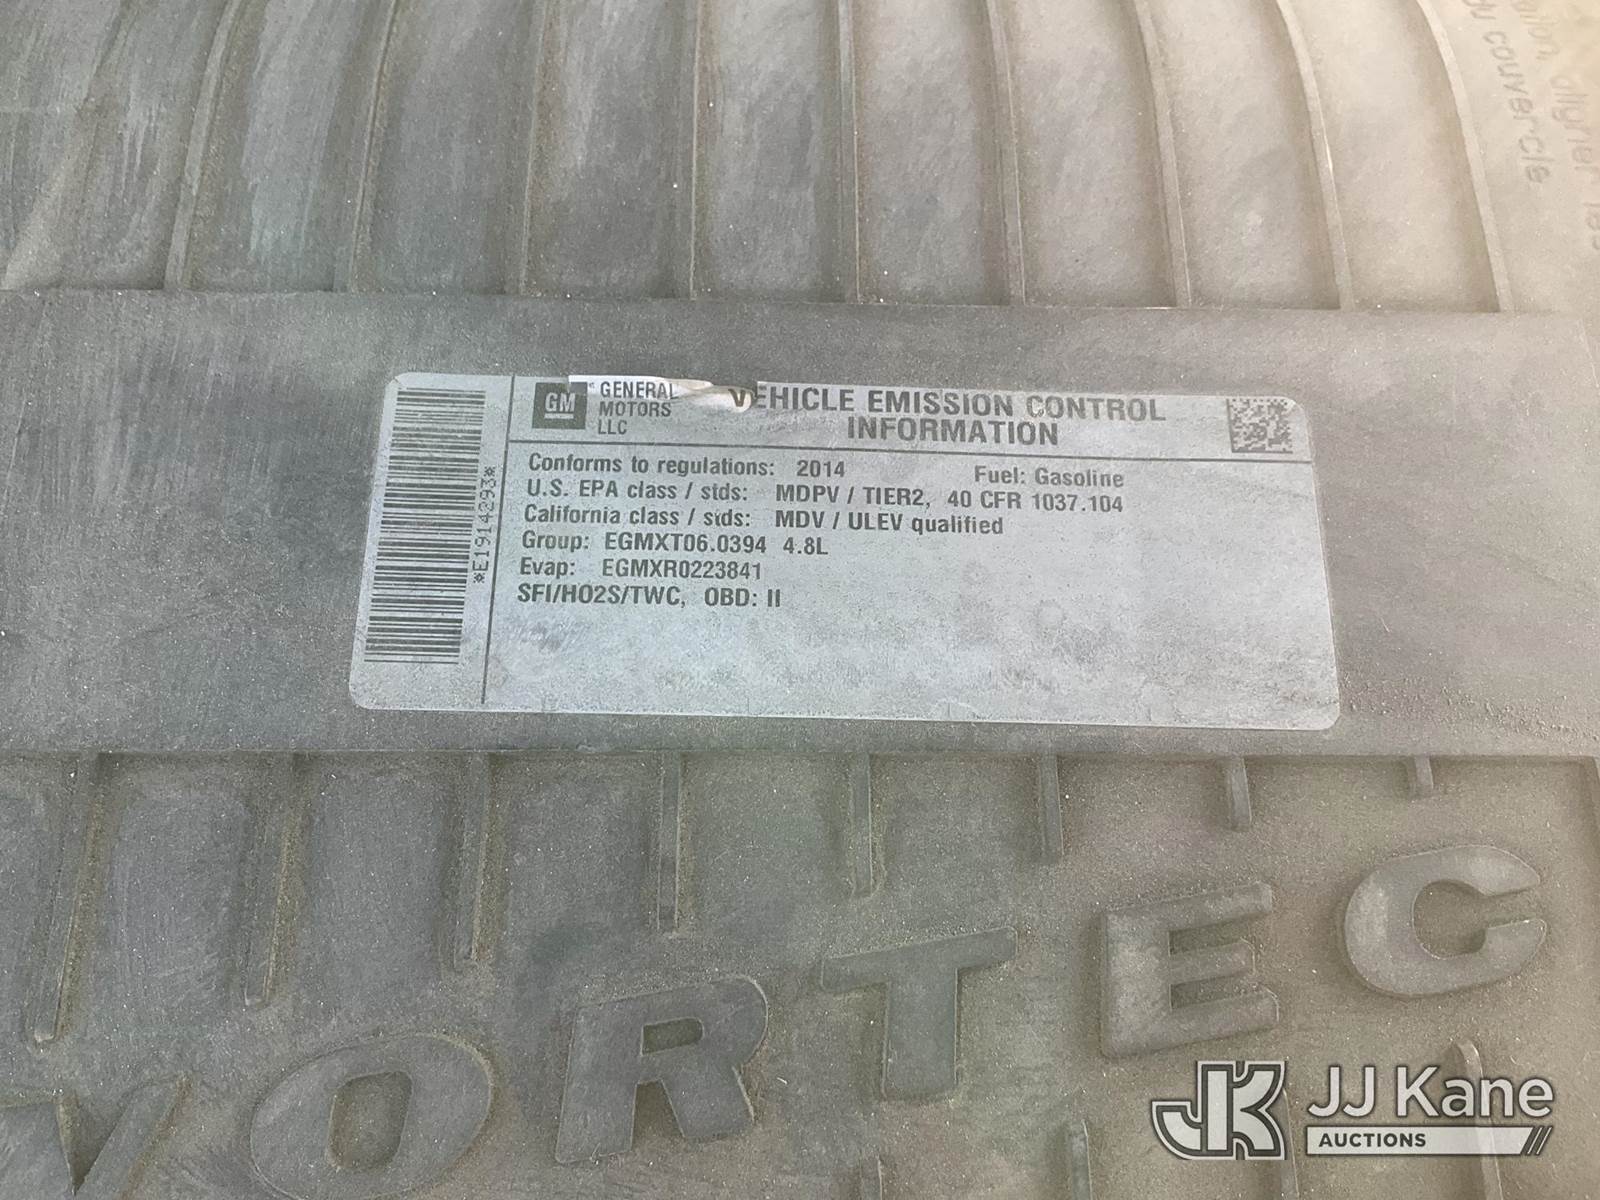 couvercle
GM GENERAL MOTORS LLC
VEHICLE EMISSION CONTROL INFORMATION
Conforms to regulations: 2014 Fuel: Gasoline
U.S. EPA class / stds: MDPV / TIER2, 40 CFR 1037.104
California class / stds: MDV / ULEV qualified
Group: EGMXT06.0394 4.8L
Evap: EGMXR0223841
SFI/HO2S/TWC, OBD: II
*E1914293*
VORTEC
JK JJ Kane
AUCTIONS